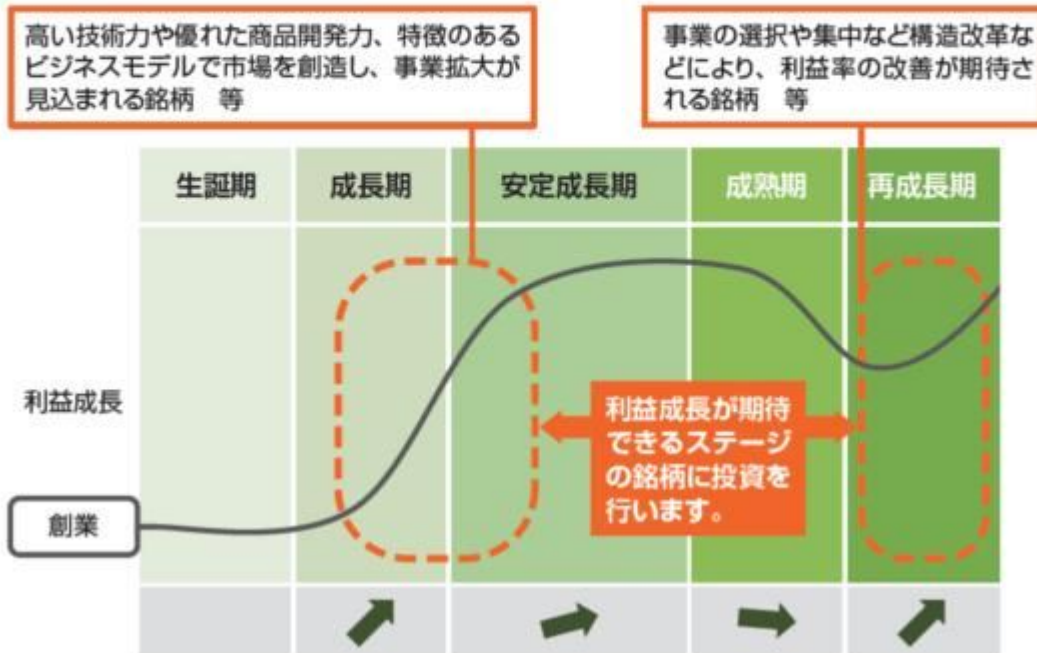 高い技術力や優れた商品開発力、特徴のある
ビジネスモデルで市場を創造し、事業拡大が
見込まれる銘柄　等
事業の選択や集中など構造改革な
どにより、利益率の改善が期待さ
れる銘柄　等
生誕期
成長期
安定成長期
成熟期
再成長期
利益成長
利益成長が期待
できるステージ
の銘柄に投資を
行います。
創業